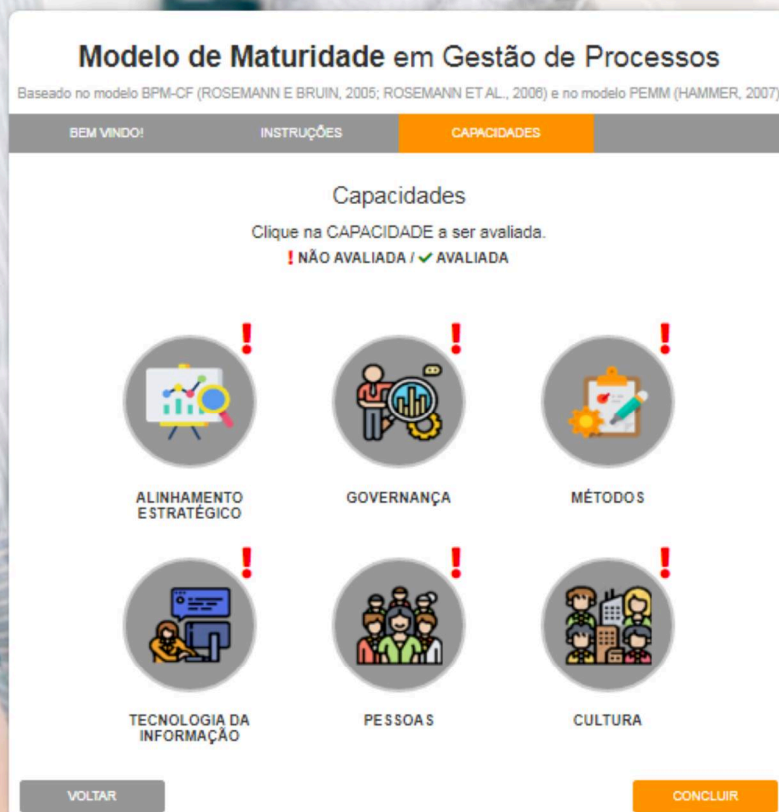 Modelo de Maturidade em Gestão de Processos
Baseado no modelo BPM-CF (ROSEMANN E BRUIN, 2005; ROSEMANN ET AL., 2006) e no modelo PEMM (HAMMER, 2007)
BEM VINDO! INSTRUÇÕES CAPACIDADES
Capacidades
Clique na CAPACIDADE a ser avaliada.
! NÃO AVALIADA / ✔ AVALIADA
! ! !
ALINHAMENTO
ESTRATÉGICO
GOVERNANÇA
MÉTODOS
! ! !
TECNOLOGIA DA
INFORMAÇÃO
PESSOAS
CULTURA
VOLTAR CONCLUIR